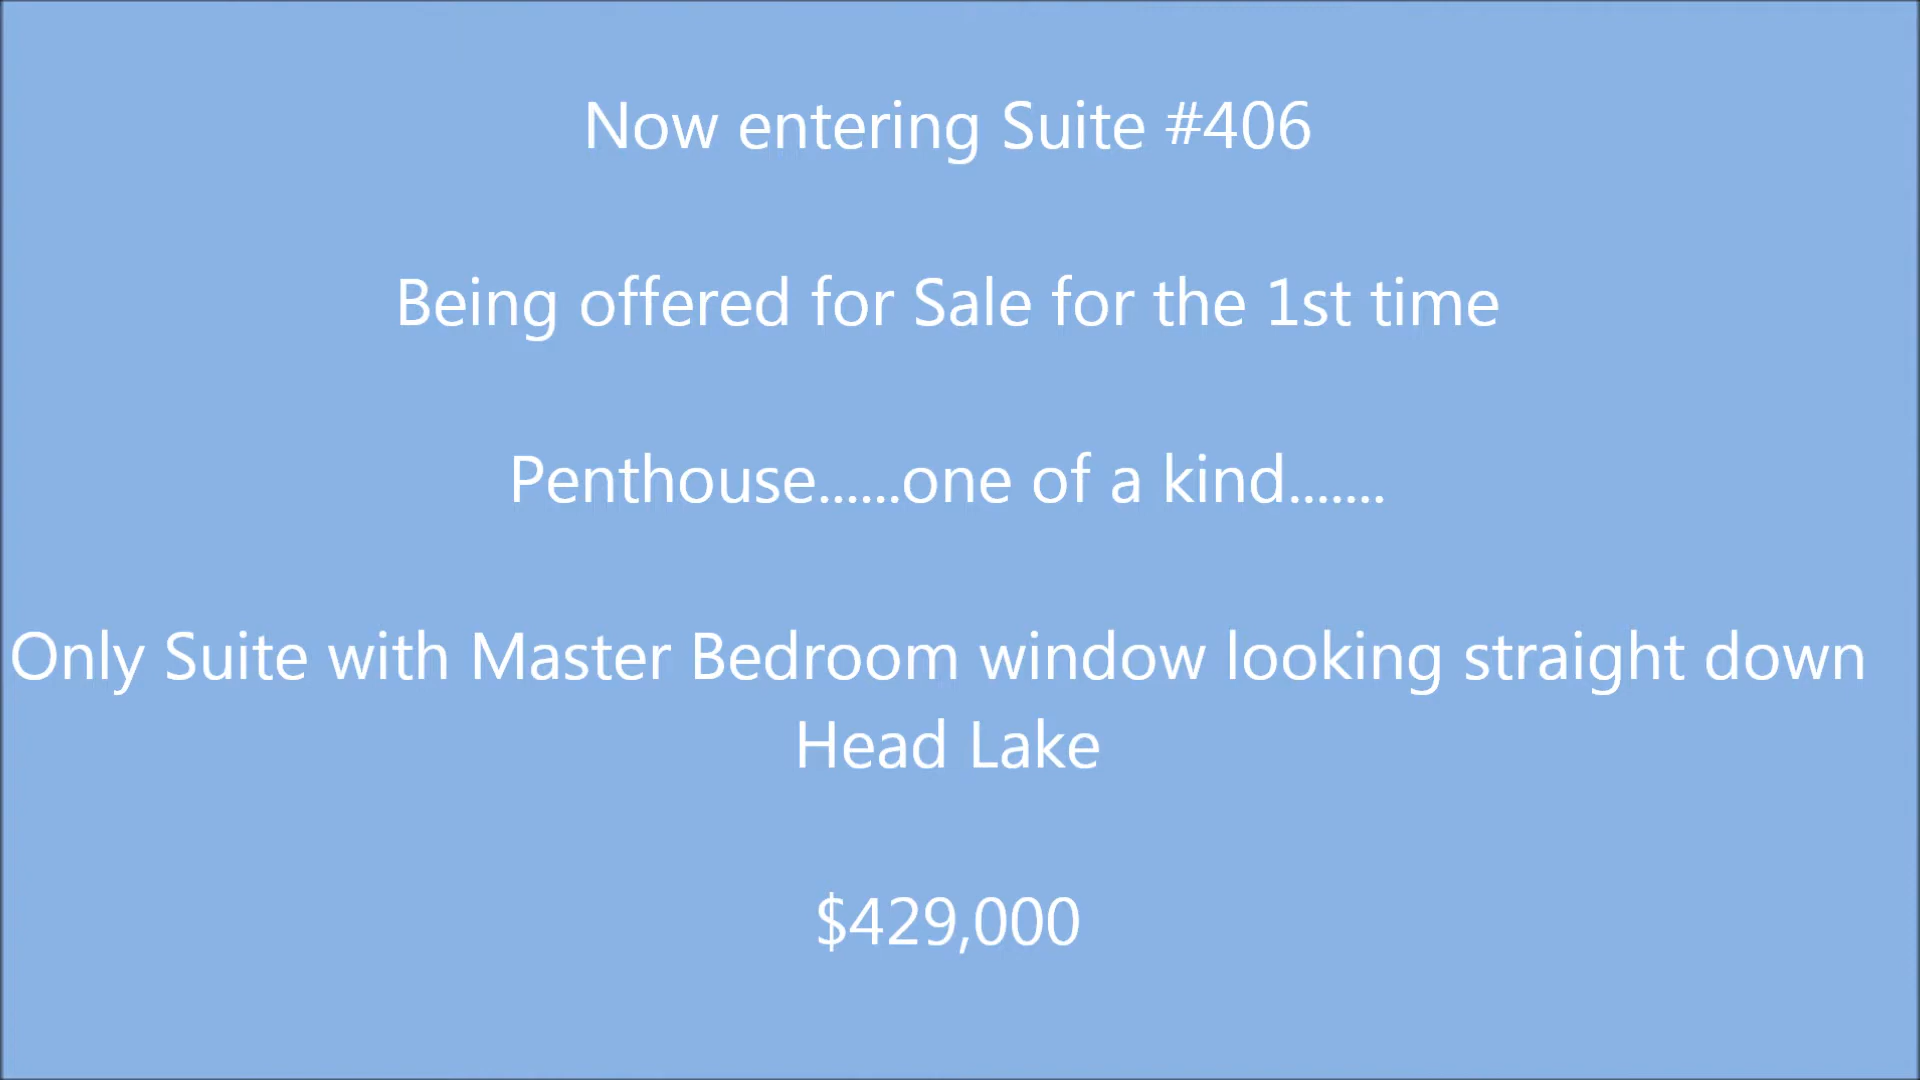 Now entering Suite #406
Being offered for Sale for the 1st time
Penthouse......one of a kind.......
Only Suite with Master Bedroom window looking straight down
Head Lake
$429,000